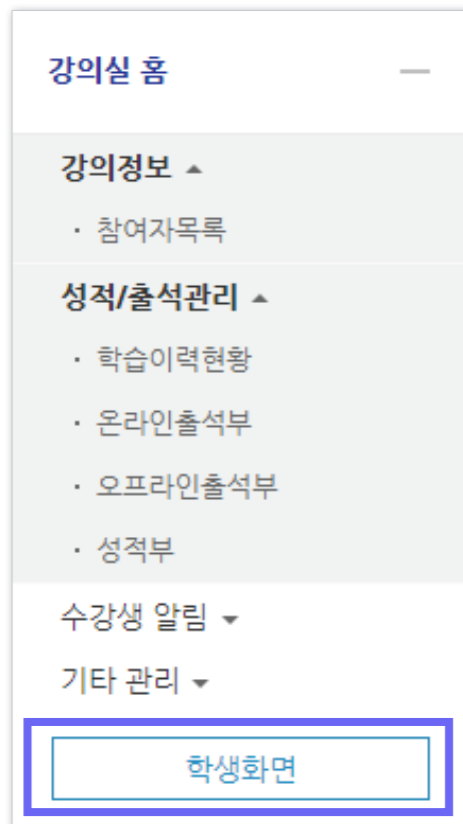 강의실 홈
강의정보
· 참여자목록
성적/출석관리
· 학습이력현황
· 온라인출석부
· 오프라인출석부
· 성적부
수강생 알림
기타 관리
학생화면